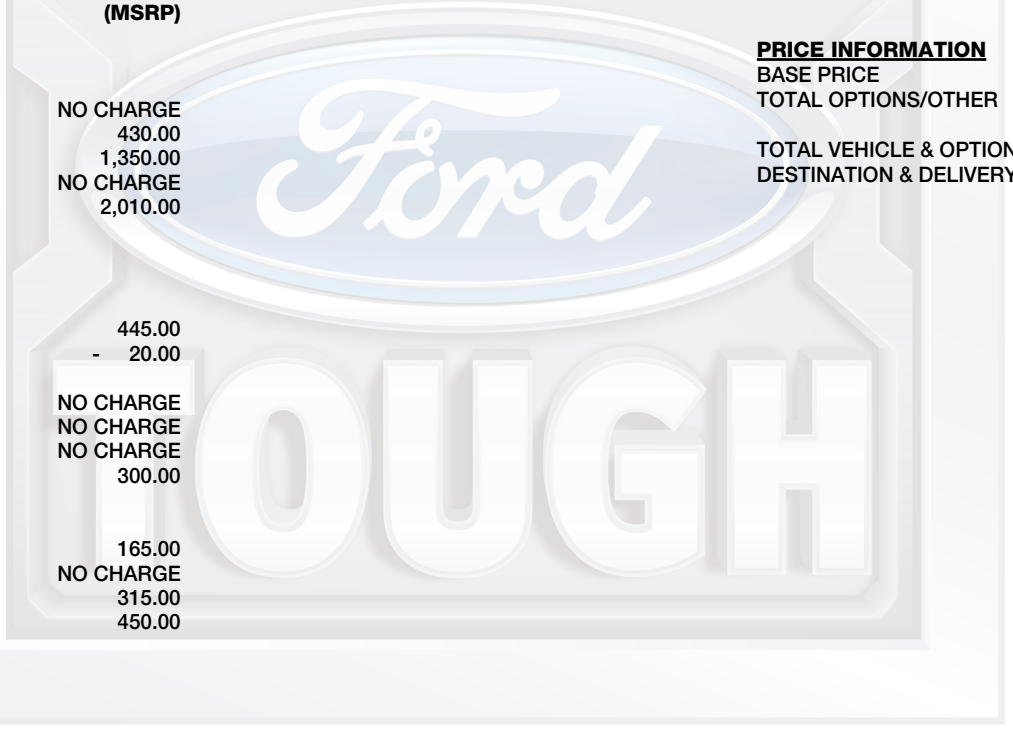 (MSRP)
NO CHARGE
430.00
1,350.00
NO CHARGE
2,010.00
445.00
- 20.00
NO CHARGE
NO CHARGE
NO CHARGE
300.00
165.00
NO CHARGE
315.00
450.00
PRICE INFORMATION
BASE PRICE
TOTAL OPTIONS/OTHER
TOTAL VEHICLE & OPTION
DESTINATION & DELIVERY
Ford
TOUGH